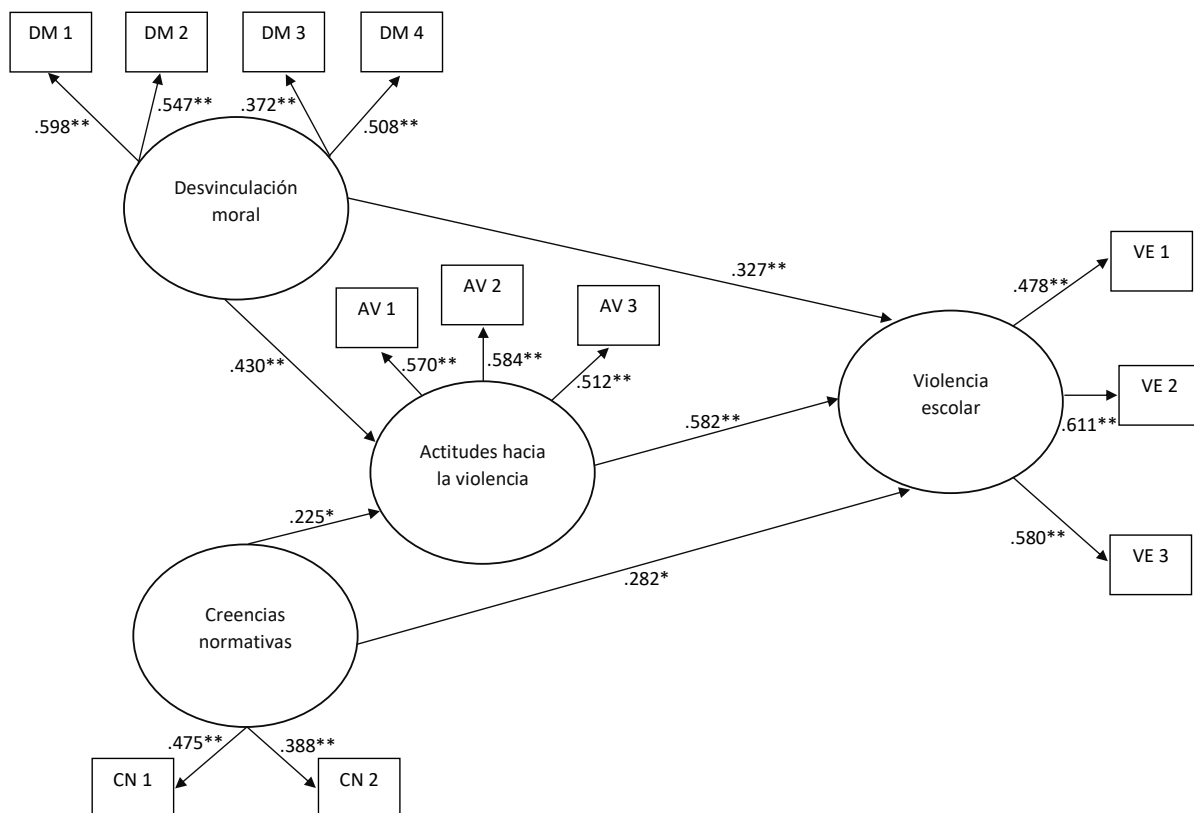 DM 1
DM 2
DM 3
DM 4
.598**
.547**
.372**
.508**
Desvinculación
moral
.327**
.430**
AV 1
AV 2
AV 3
.570**
.584**
.512**
Actitudes hacia
la violencia
.582**
Violencia
escolar
VE 1
.478**
VE 2
.611**
VE 3
.580**
.225*
.282*
Creencias
normativas
.475**
.388**
CN 1
CN 2